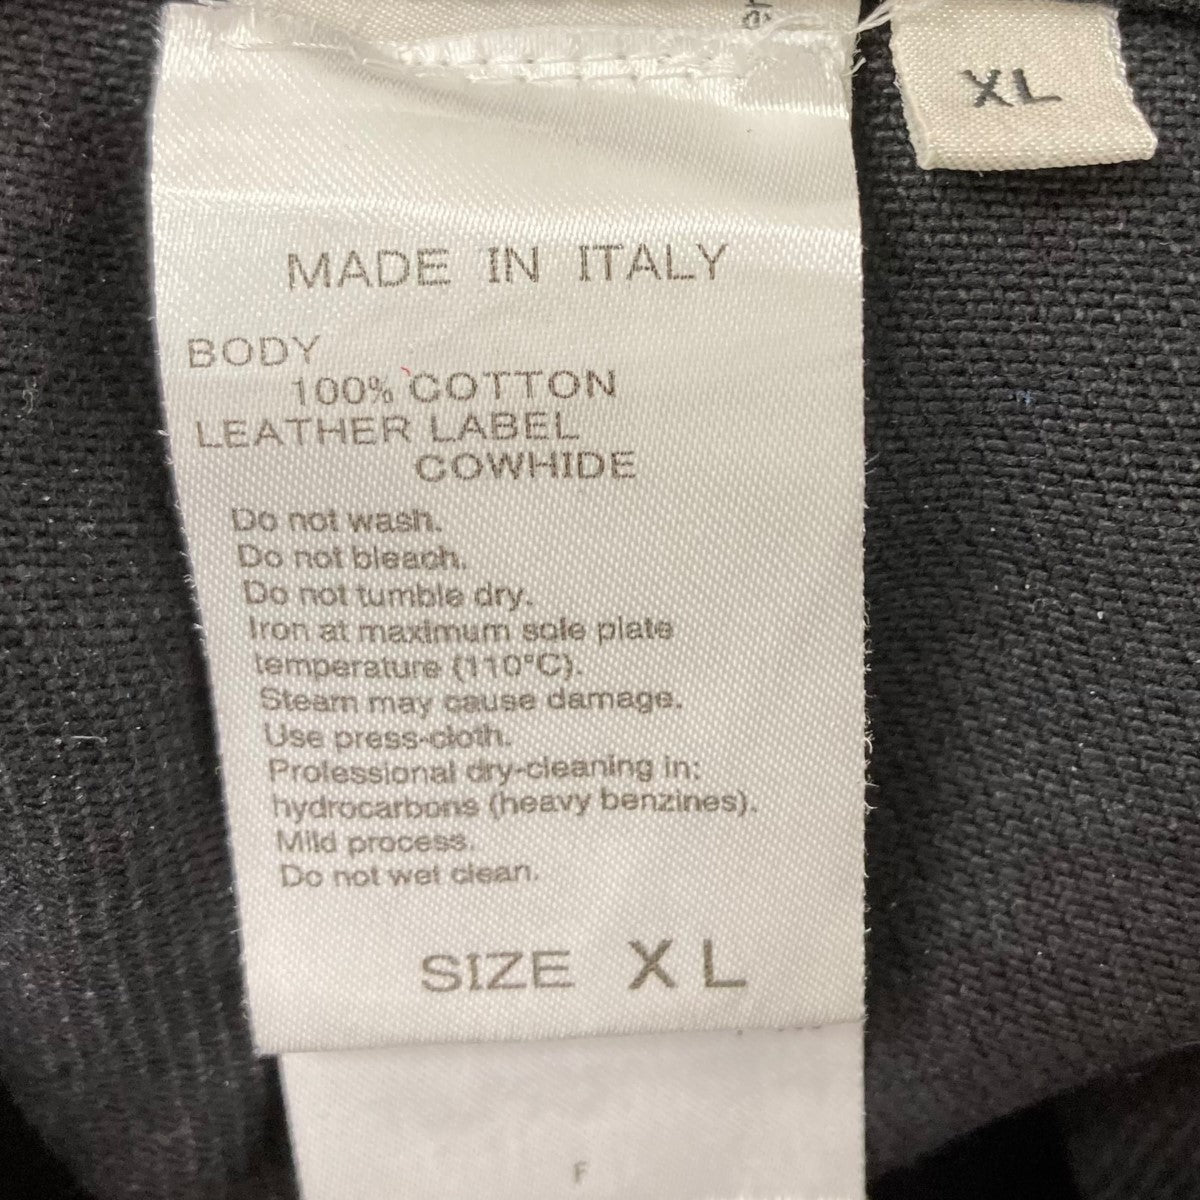 XL
MADE IN ITALY
BODY
100% COTTON
LEATHER LABEL
COWHIDE
Do not wash.
Do not bleach.
Do not tumble dry.
Iron at maximum sole plate
temperature (110°C).
Steam may cause damage.
Use press-cloth.
Professional dry-cleaning in:
hydrocarbons (heavy benzines).
Mild process.
Do not wet clean.
SIZE XL
F